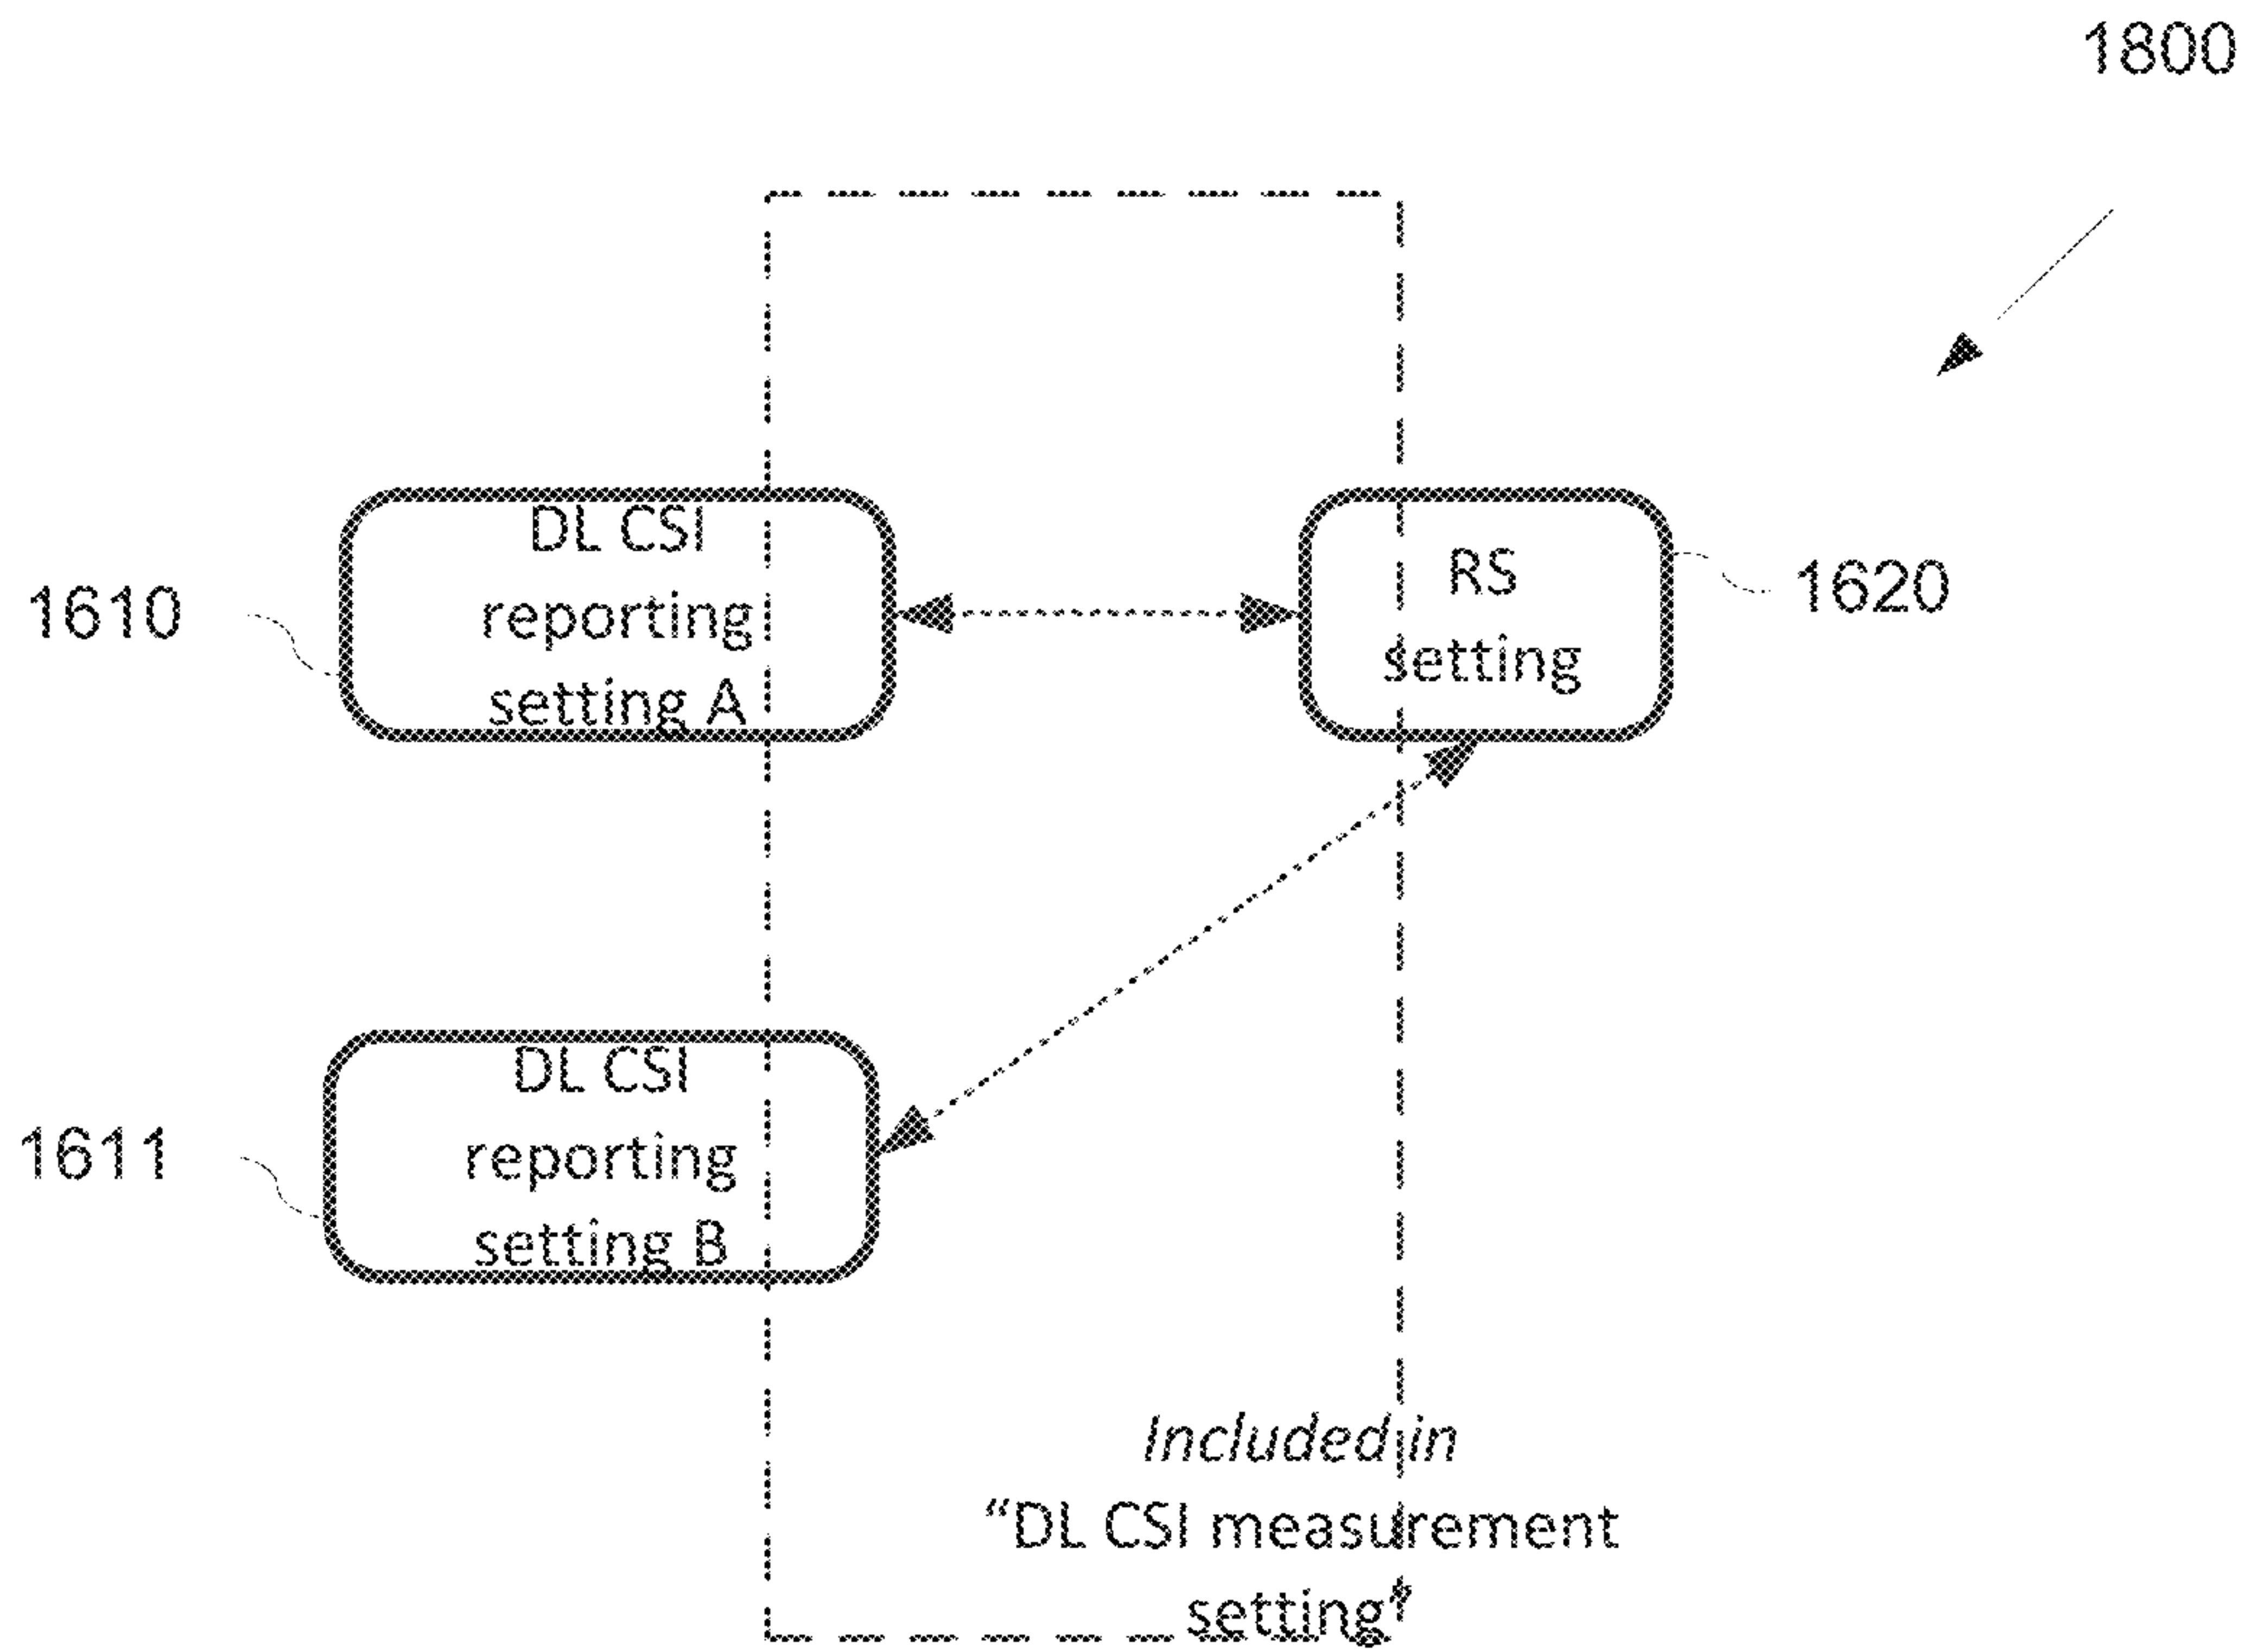 1800
DL CSI
reporting
setting A
RS
setting
1610
1620
DL CSI
reporting
setting B
1611
Included in
“DL CSI measurement
setting”